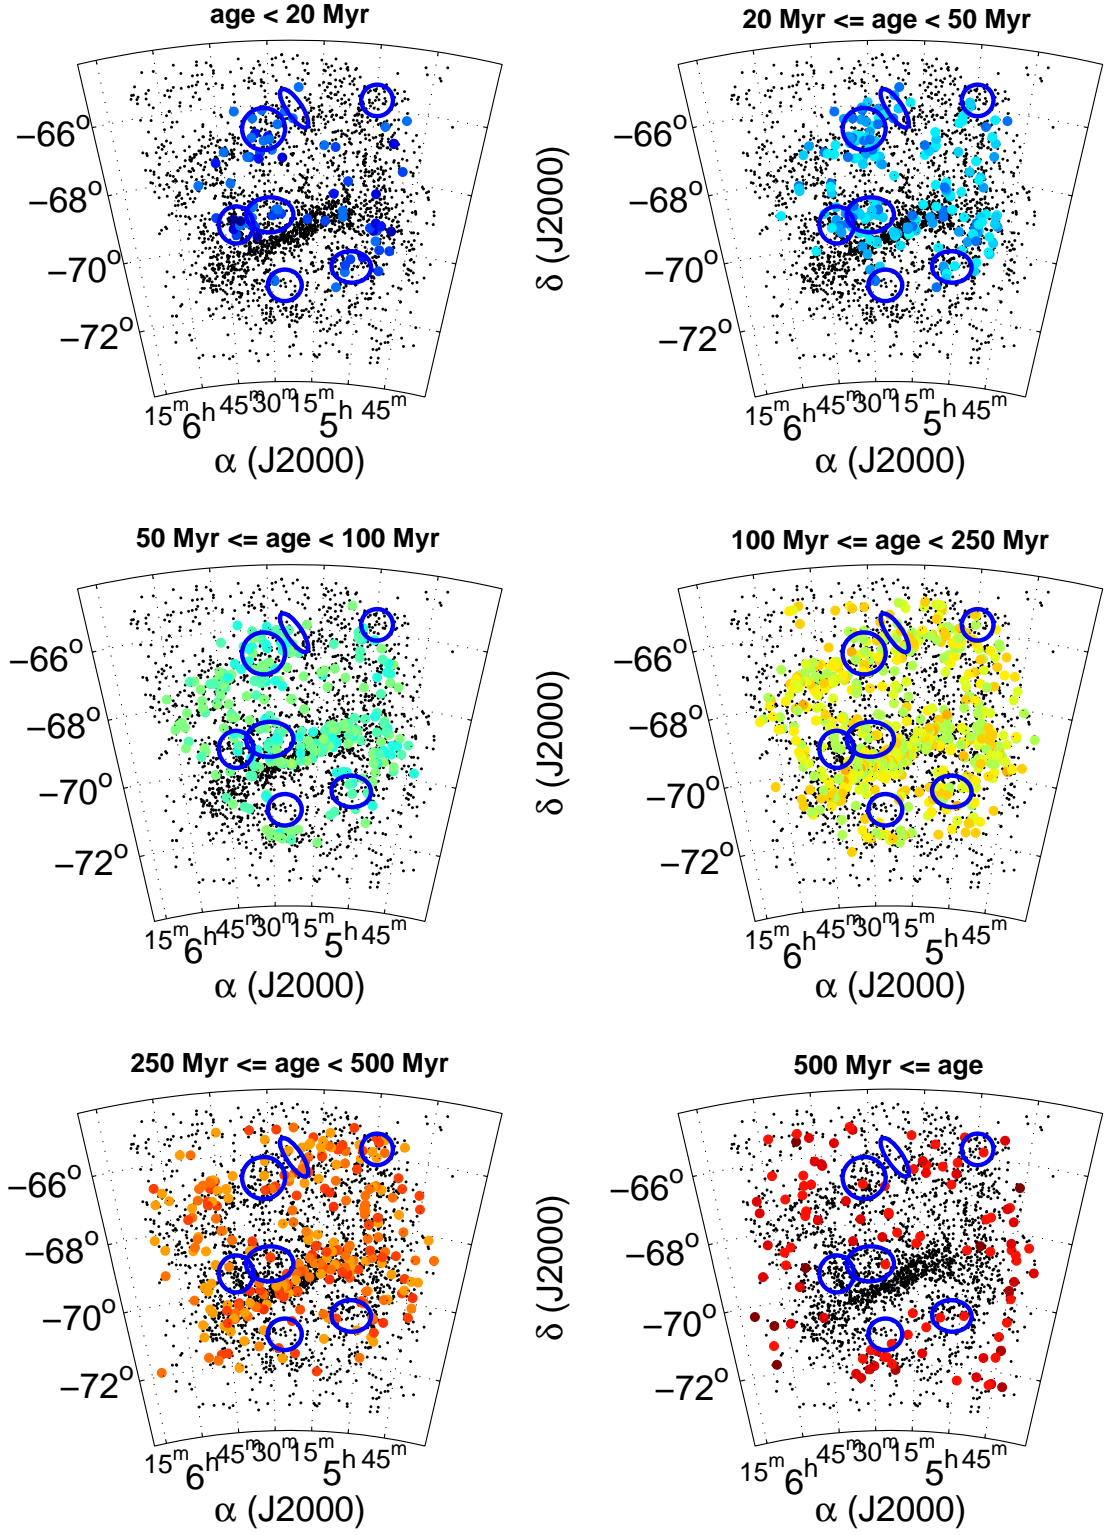 age < 20 Myr
20 Myr <= age < 50 Myr
−66°
−68°
−70°
−72°
15ᵐ 6ʰ 45ᵐ 30ᵐ 15ᵐ 5ʰ 45ᵐ
α (J2000)
δ (J2000)
−66°
−68°
−70°
−72°
15ᵐ 6ʰ 45ᵐ 30ᵐ 15ᵐ 5ʰ 45ᵐ
α (J2000)
50 Myr <= age < 100 Myr
100 Myr <= age < 250 Myr
−66°
−68°
−70°
−72°
15ᵐ 6ʰ 45ᵐ 30ᵐ 15ᵐ 5ʰ 45ᵐ
α (J2000)
δ (J2000)
−66°
−68°
−70°
−72°
15ᵐ 6ʰ 45ᵐ 30ᵐ 15ᵐ 5ʰ 45ᵐ
α (J2000)
250 Myr <= age < 500 Myr
500 Myr <= age
−66°
−68°
−70°
−72°
15ᵐ 6ʰ 45ᵐ 30ᵐ 15ᵐ 5ʰ 45ᵐ
α (J2000)
δ (J2000)
−66°
−68°
−70°
−72°
15ᵐ 6ʰ 45ᵐ 30ᵐ 15ᵐ 5ʰ 45ᵐ
α (J2000)